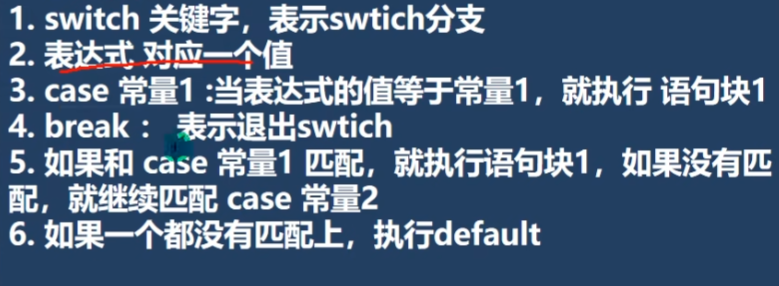 1. switch 关键字，表示swtich分支
2. 表达式 对应一个值
3. case 常量1 :当表达式的值等于常量1，就执行 语句块1
4. break ： 表示退出swtich
5. 如果和 case 常量1 匹配，就执行语句块1，如果没有匹
配，就继续匹配 case 常量2
6. 如果一个都没有匹配上，执行default